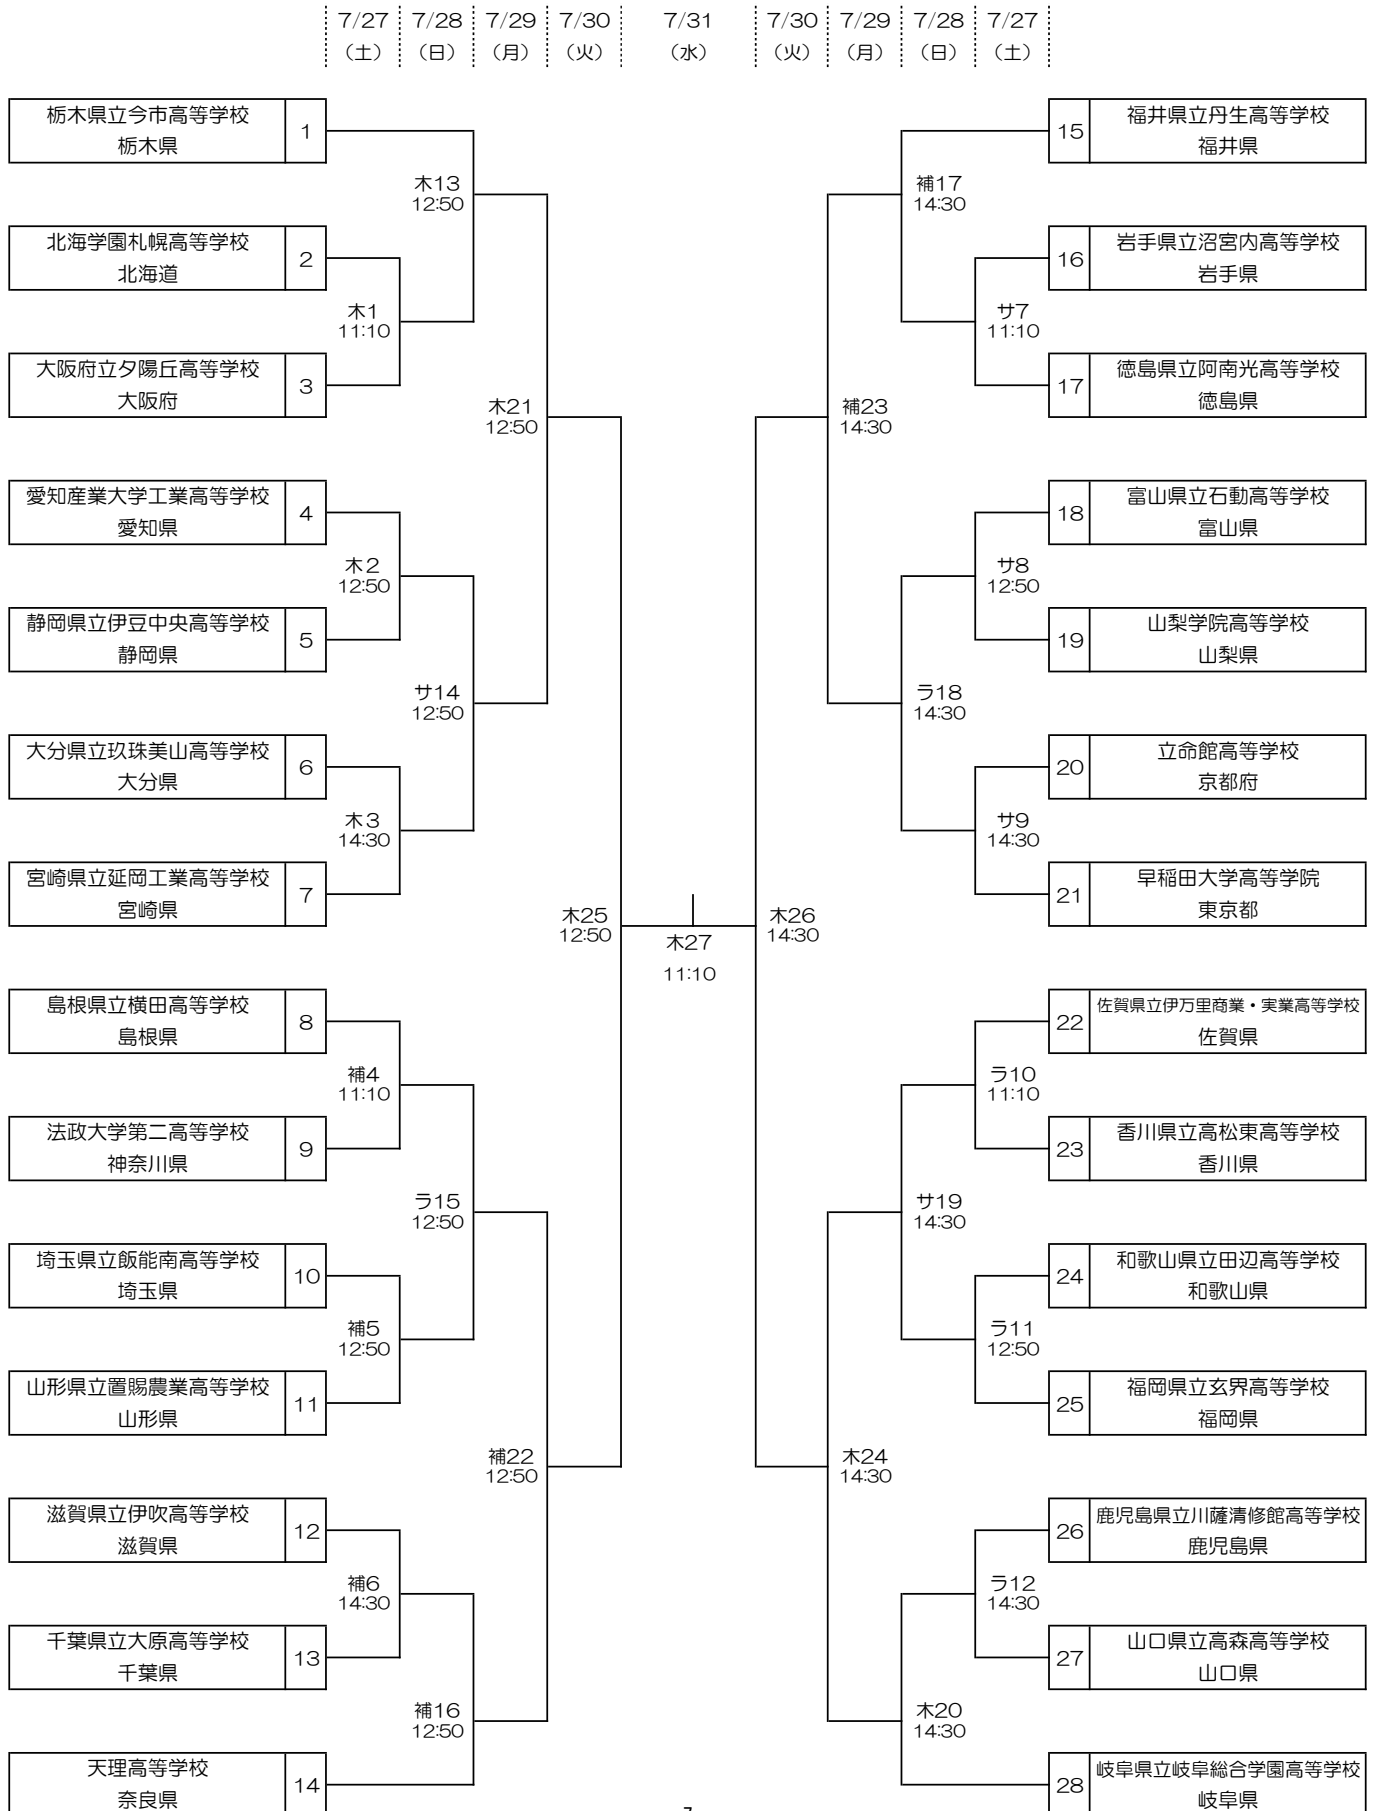 7/27 7/28 7/29 7/30 7/31 7/30 7/29 7/28 7/27
（土） （日） （月） （火） （水） （火） （月） （日） （土）
栃木県立今市高等学校
栃木県
1
木13
12:50
北海学園札幌高等学校
北海道
2
木1
11:10
大阪府立夕陽丘高等学校
大阪府
3
木21
12:50
愛知産業大学工業高等学校
愛知県
4
木2
12:50
静岡県立伊豆中央高等学校
静岡県
5
サ14
12:50
大分県立玖珠美山高等学校
大分県
6
木3
14:30
宮崎県立延岡工業高等学校
宮崎県
7
木25
12:50
島根県立横田高等学校
島根県
8
補4
11:10
法政大学第二高等学校
神奈川県
9
ラ15
12:50
埼玉県立飯能南高等学校
埼玉県
10
補5
12:50
山形県立置賜農業高等学校
山形県
11
補22
12:50
滋賀県立伊吹高等学校
滋賀県
12
補6
14:30
千葉県立大原高等学校
千葉県
13
補16
12:50
天理高等学校
奈良県
14
木27
11:10
15
福井県立丹生高等学校
福井県
補17
14:30
16
岩手県立沼宮内高等学校
岩手県
サ7
11:10
17
徳島県立阿南光高等学校
徳島県
補23
14:30
18
富山県立石動高等学校
富山県
サ8
12:50
19
山梨学院高等学校
山梨県
ラ18
14:30
20
立命館高等学校
京都府
サ9
14:30
21
早稲田大学高等学院
東京都
木26
14:30
22
佐賀県立伊万里商業・実業高等学校
佐賀県
ラ10
11:10
23
香川県立高松東高等学校
香川県
サ19
14:30
24
和歌山県立田辺高等学校
和歌山県
ラ11
12:50
25
福岡県立玄界高等学校
福岡県
木24
14:30
26
鹿児島県立川薩清修館高等学校
鹿児島県
ラ12
14:30
27
山口県立高森高等学校
山口県
木20
14:30
28
岐阜県立岐阜総合学園高等学校
岐阜県